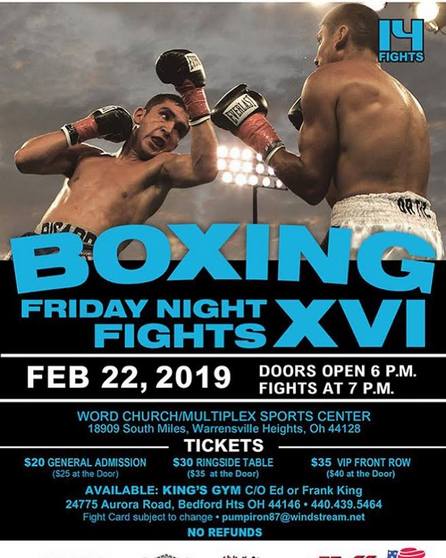 14
FIGHTS
EVERLAST
BOXING
FRIDAY NIGHT
FIGHTS XVI
FEB 22, 2019
DOORS OPEN 6 P.M.
FIGHTS AT 7 P.M.
WORD CHURCH/MULTIPLEX SPORTS CENTER
18909 South Miles, Warrensville Heights, Oh 44128
TICKETS
$20 GENERAL ADMISSION
($25 at the Door)
$30 RINGSIDE TABLE
($35 at the Door)
$35 VIP FRONT ROW
($40 at the Door)
AVAILABLE: KING'S GYM C/O Ed or Frank King
24775 Aurora Road, Bedford Hts OH 44146 • 440.439.5464
Fight Card subject to change • pumpiron87@windstream.net
NO REFUNDS